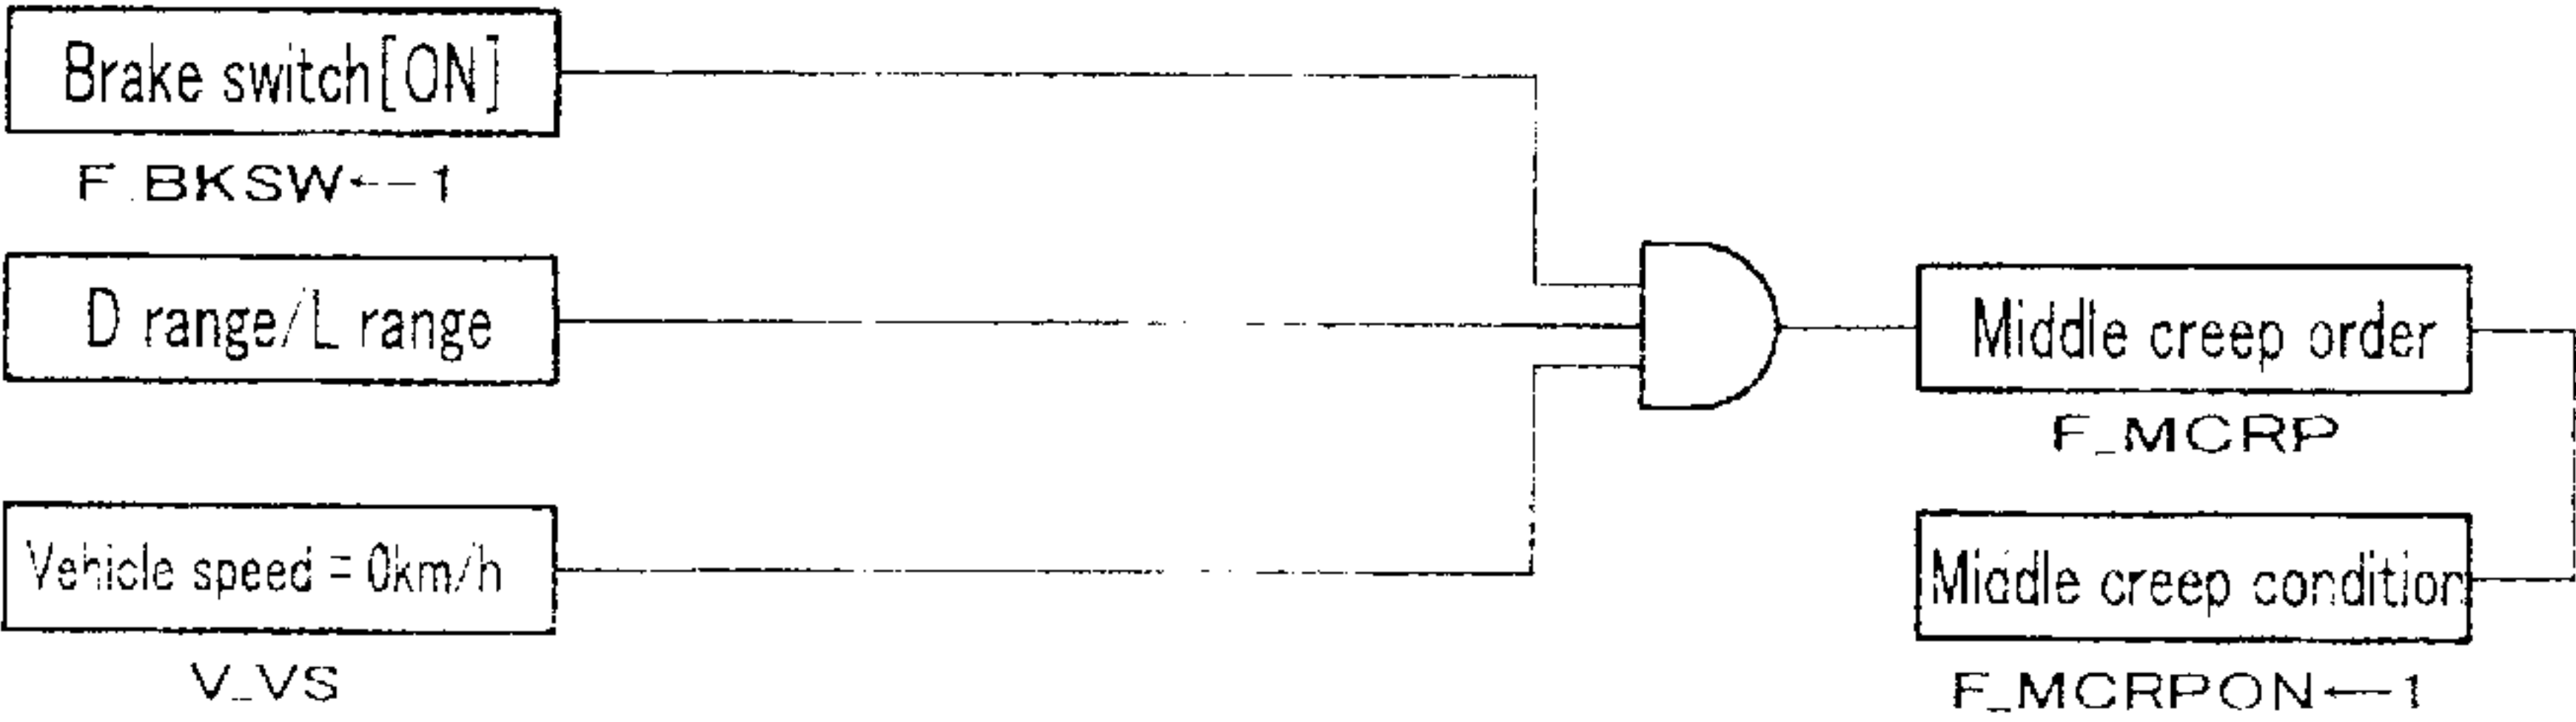 Brake switch[ON]
F_BKSW←1
D range/L range
Vehicle speed = 0km/h
V_VS
Middle creep order
F_MCRP
Middle creep condition
F_MCRPON←1